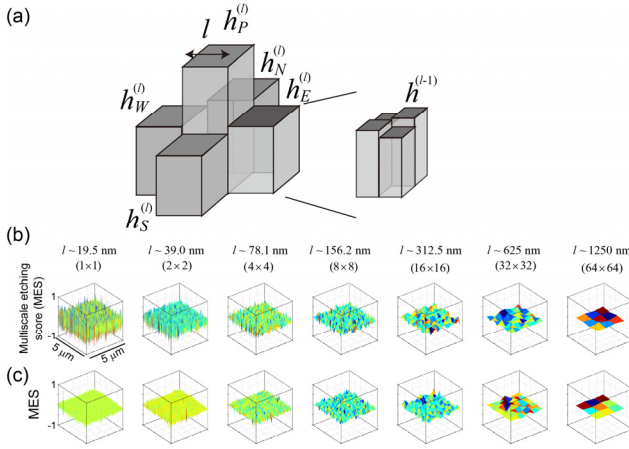 (a)
l
h_P^(l)
h_N^(l)
h_W^(l)
h_E^(l)
h^(l-1)
h_S^(l)
(b)
l ~ 19.5 nm l ~ 39.0 nm l ~ 78.1 nm l ~ 156.2 nm l ~ 312.5 nm l ~ 625 nm l ~ 1250 nm
(1×1) (2×2) (4×4) (8×8) (16×16) (32×32) (64×64)
Multiscale etching
score (MES)
1
-1
5 μm
5 μm
(c)
MES
1
-1